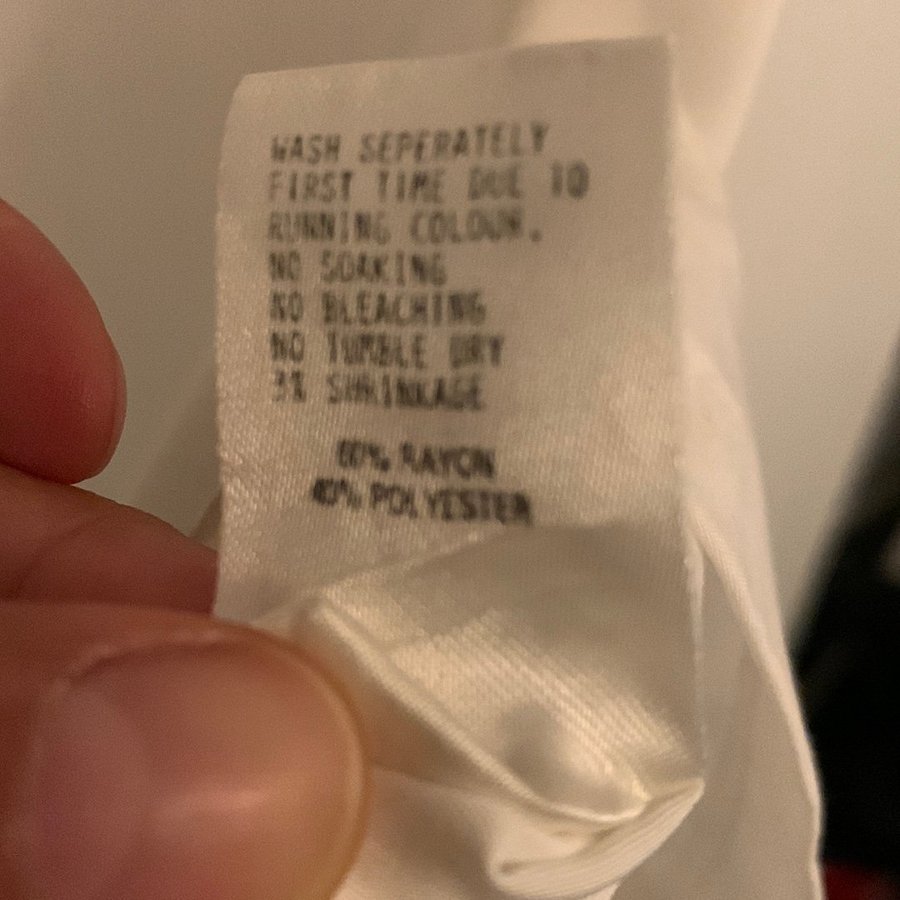 WASH SEPERATELY
FIRST TIME DUE TO
RUNNING COLOUR.
NO SOAKING
NO BLEACHING
NO TUMBLE DRY
3% SHRINKAGE
60% RAYON
40% POLYESTER